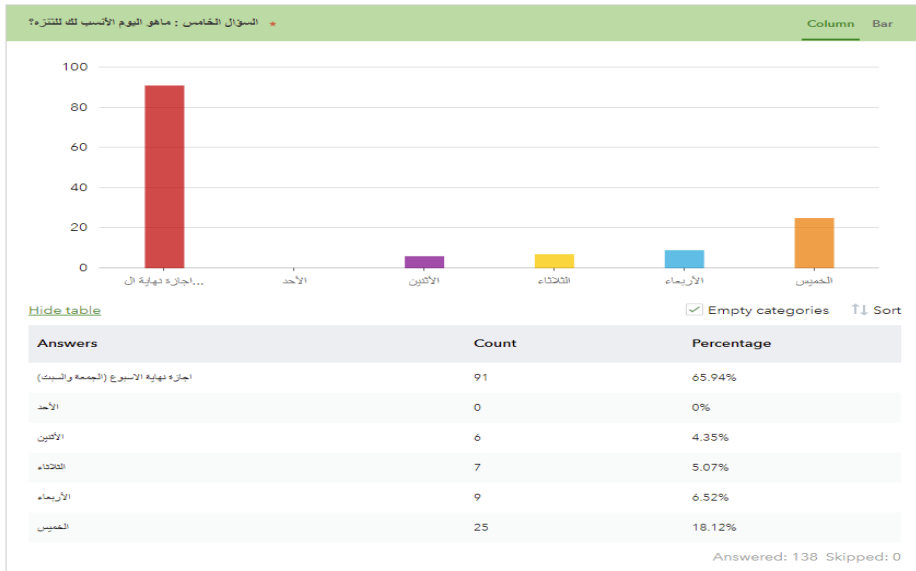 * السؤال الخامس : ماهو اليوم الأنسب لك للتنزه؟
Column Bar
100
80
60
40
20
0
اجازة نهاية ال...
الأحد
الأثنين
الثلاثاء
الأربعاء
الخميس
Hide table
Empty categories
Sort
Answers Count Percentage
اجازة نهاية الاسبوع (الجمعه والسبت) 91 65.94%
الأحد 0 0%
الأثنين 6 4.35%
الثلاثاء 7 5.07%
الأربعاء 9 6.52%
الخميس 25 18.12%
Answered: 138 Skipped: 0